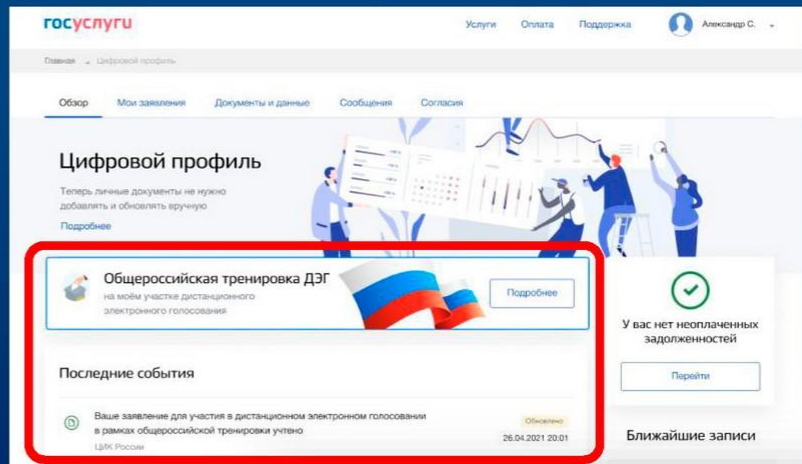 госуслуги
Услуги Оплата Поддержка Александр С.
Главная Цифровой профиль
Обзор Мои заявления Документы и данные Сообщения Согласия
Цифровой профиль
Теперь личные документы не нужно
добавлять и обновлять вручную
Подробнее
Общероссийская тренировка ДЭГ
на моём участке дистанционного
электронного голосования
Подробнее
У вас нет неоплаченных
задолженностей
Перейти
Последние события
Ваше заявление для участия в дистанционном электронном голосовании
в рамках общероссийской тренировки учтено
ЦИК России
Обновлено
26.04.2021 20:01
Ближайшие записи